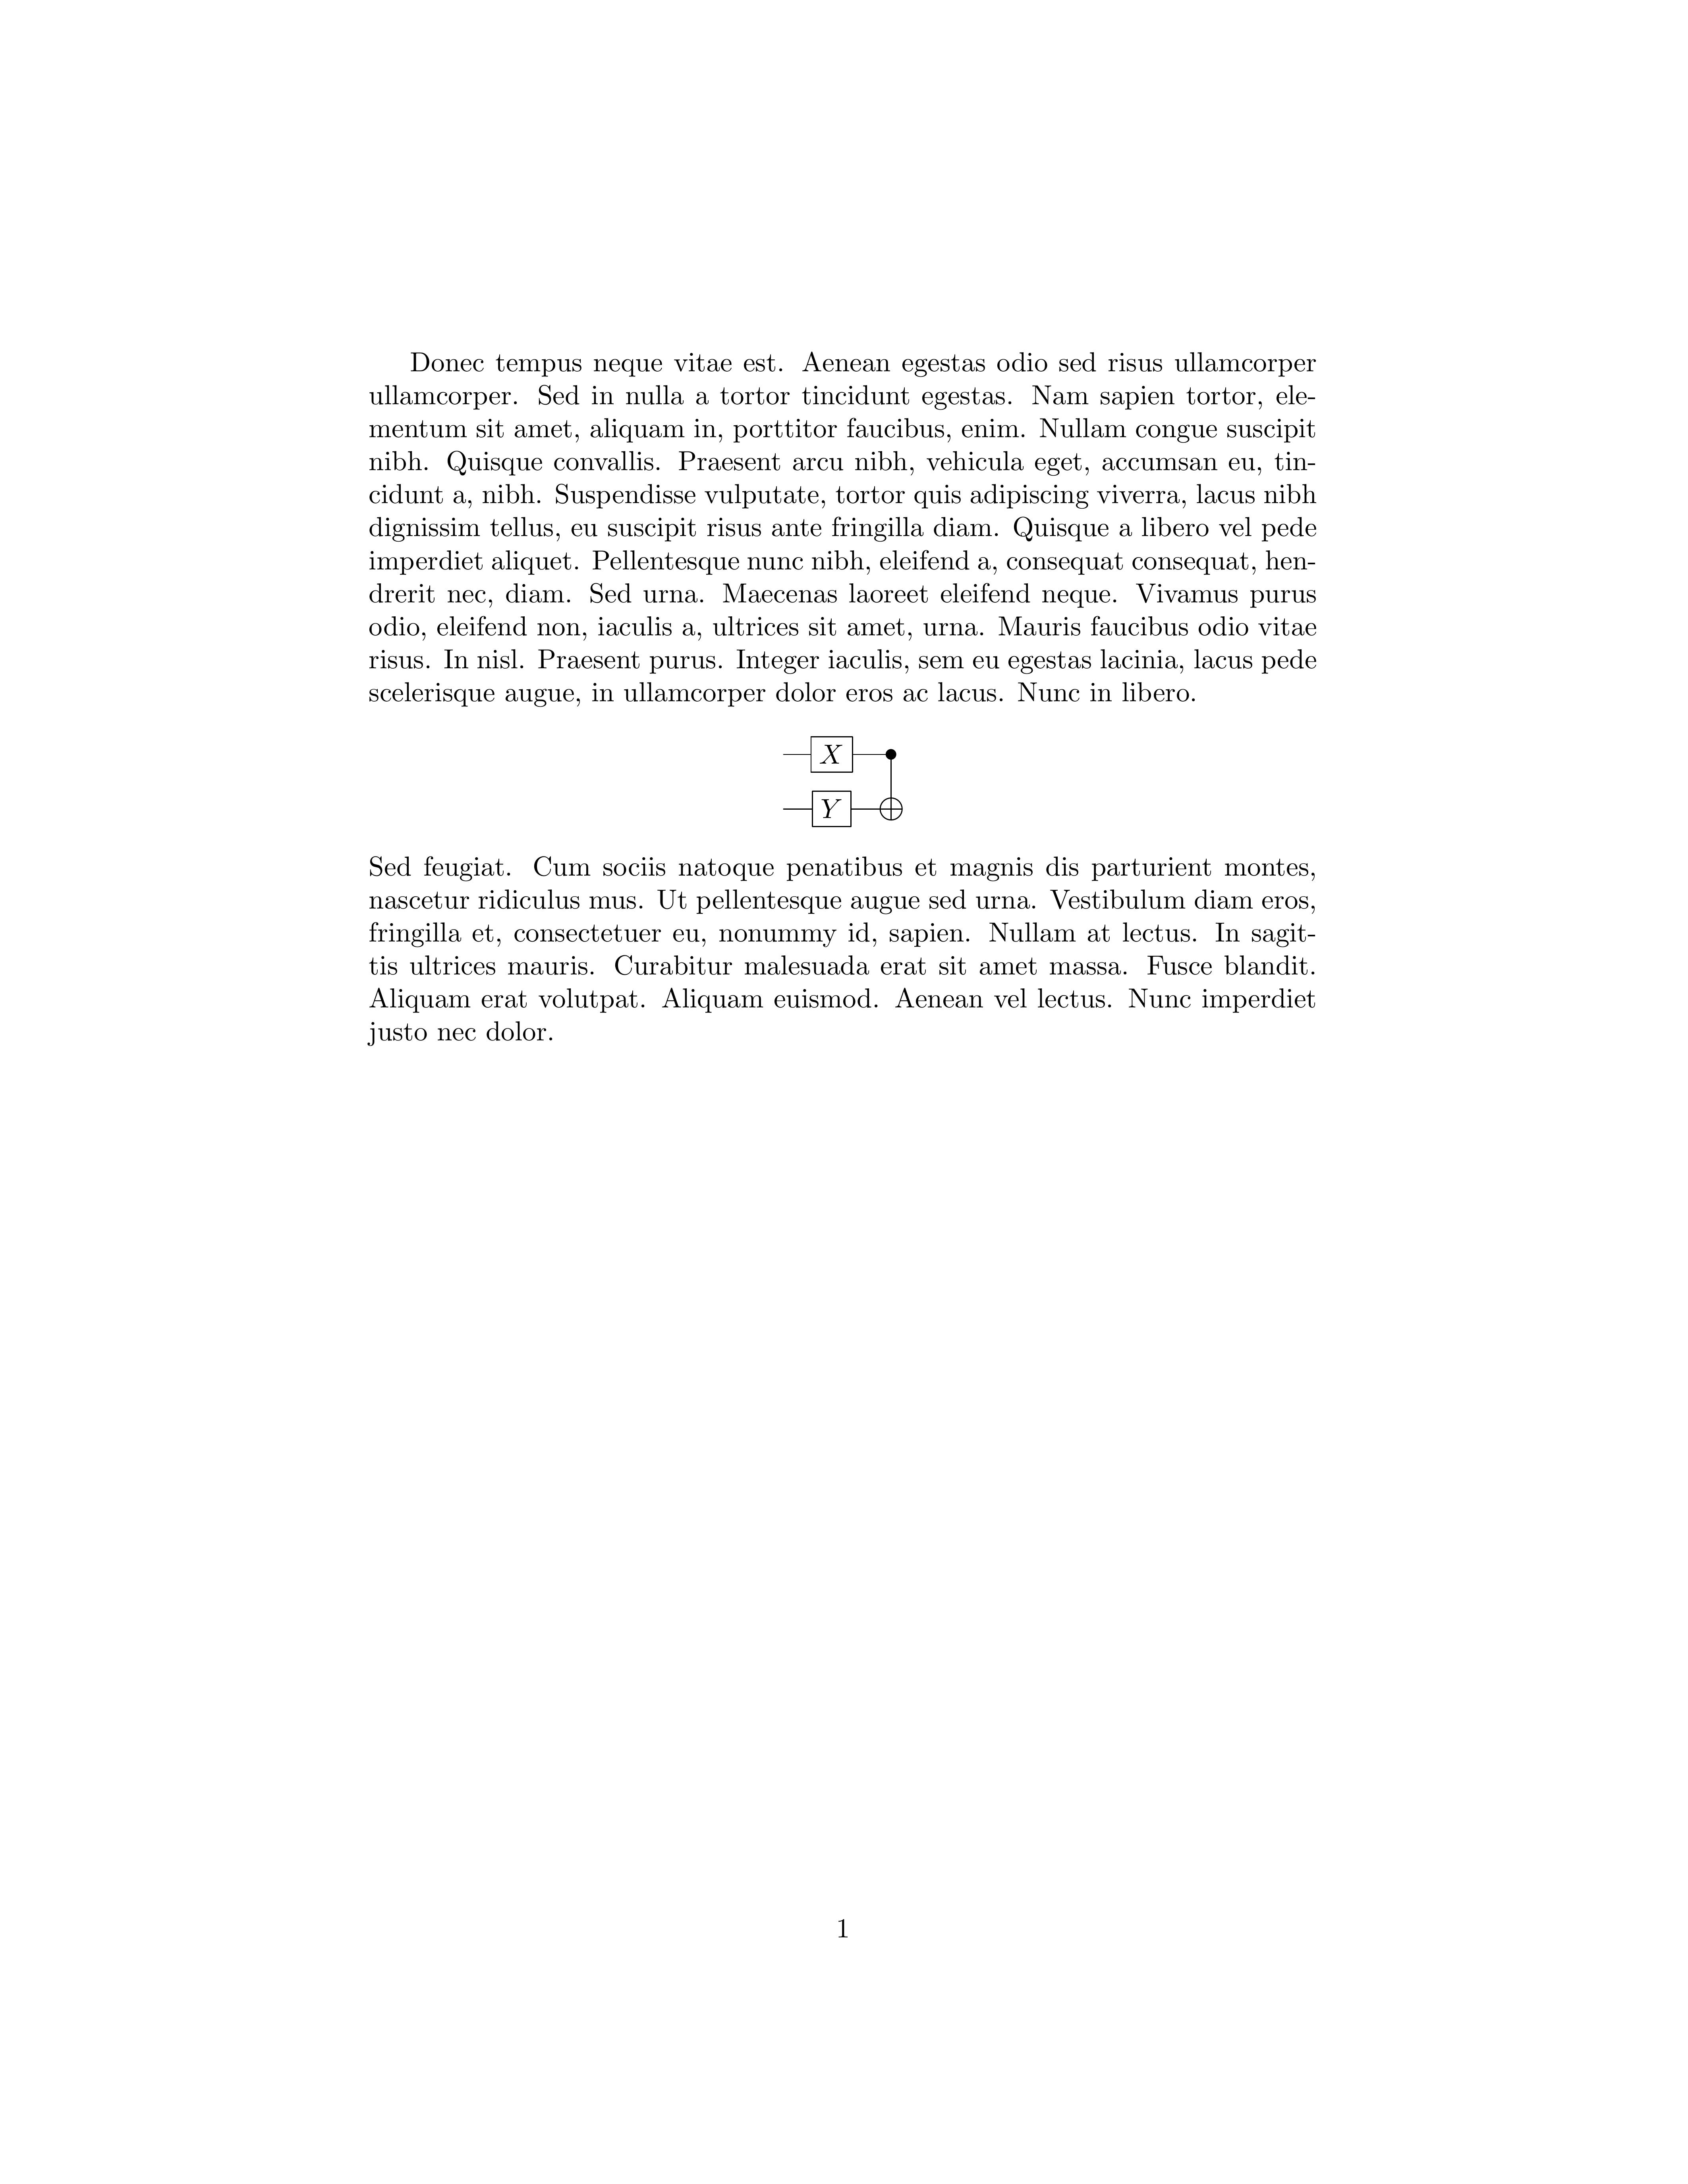 Donec tempus neque vitae est. Aenean egestas odio sed risus ullamcorper
ullamcorper. Sed in nulla a tortor tincidunt egestas. Nam sapien tortor, ele-
mentum sit amet, aliquam in, porttitor faucibus, enim. Nullam congue suscipit
nibh. Quisque convallis. Praesent arcu nibh, vehicula eget, accumsan eu, tin-
cidunt a, nibh. Suspendisse vulputate, tortor quis adipiscing viverra, lacus nibh
dignissim tellus, eu suscipit risus ante fringilla diam. Quisque a libero vel pede
imperdiet aliquet. Pellentesque nunc nibh, eleifend a, consequat consequat, hen-
drerit nec, diam. Sed urna. Maecenas laoreet eleifend neque. Vivamus purus
odio, eleifend non, iaculis a, ultrices sit amet, urna. Mauris faucibus odio vitae
risus. In nisl. Praesent purus. Integer iaculis, sem eu egestas lacinia, lacus pede
scelerisque augue, in ullamcorper dolor eros ac lacus. Nunc in libero.
X
Y
Sed feugiat. Cum sociis natoque penatibus et magnis dis parturient montes,
nascetur ridiculus mus. Ut pellentesque augue sed urna. Vestibulum diam eros,
fringilla et, consectetuer eu, nonummy id, sapien. Nullam at lectus. In sagit-
tis ultrices mauris. Curabitur malesuada erat sit amet massa. Fusce blandit.
Aliquam erat volutpat. Aliquam euismod. Aenean vel lectus. Nunc imperdiet
justo nec dolor.
1